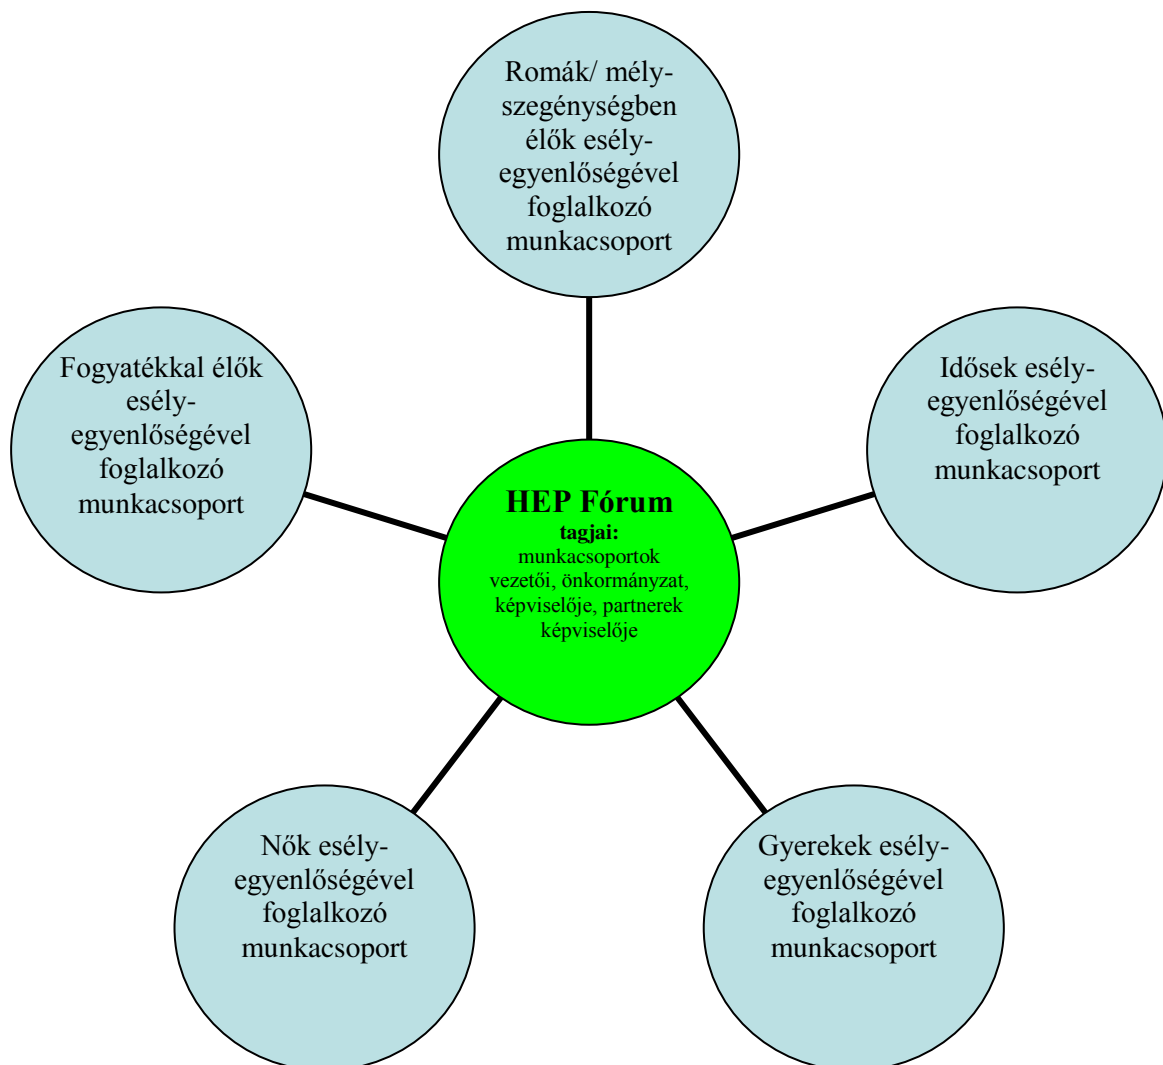 Romák/ mély-
szegénységben
élők esély-
egyenlőségével
foglalkozó
munkacsoport
Fogyatékkal élők
esély-
egyenlőségével
foglalkozó
munkacsoport
Idősek esély-
egyenlőségével
foglalkozó
munkacsoport
HEP Fórum
tagjai:
munkacsoportok
vezetői, önkormányzat,
képviselője, partnerek
képviselője
Nők esély-
egyenlőségével
foglalkozó
munkacsoport
Gyerekek esély-
egyenlőségével
foglalkozó
munkacsoport